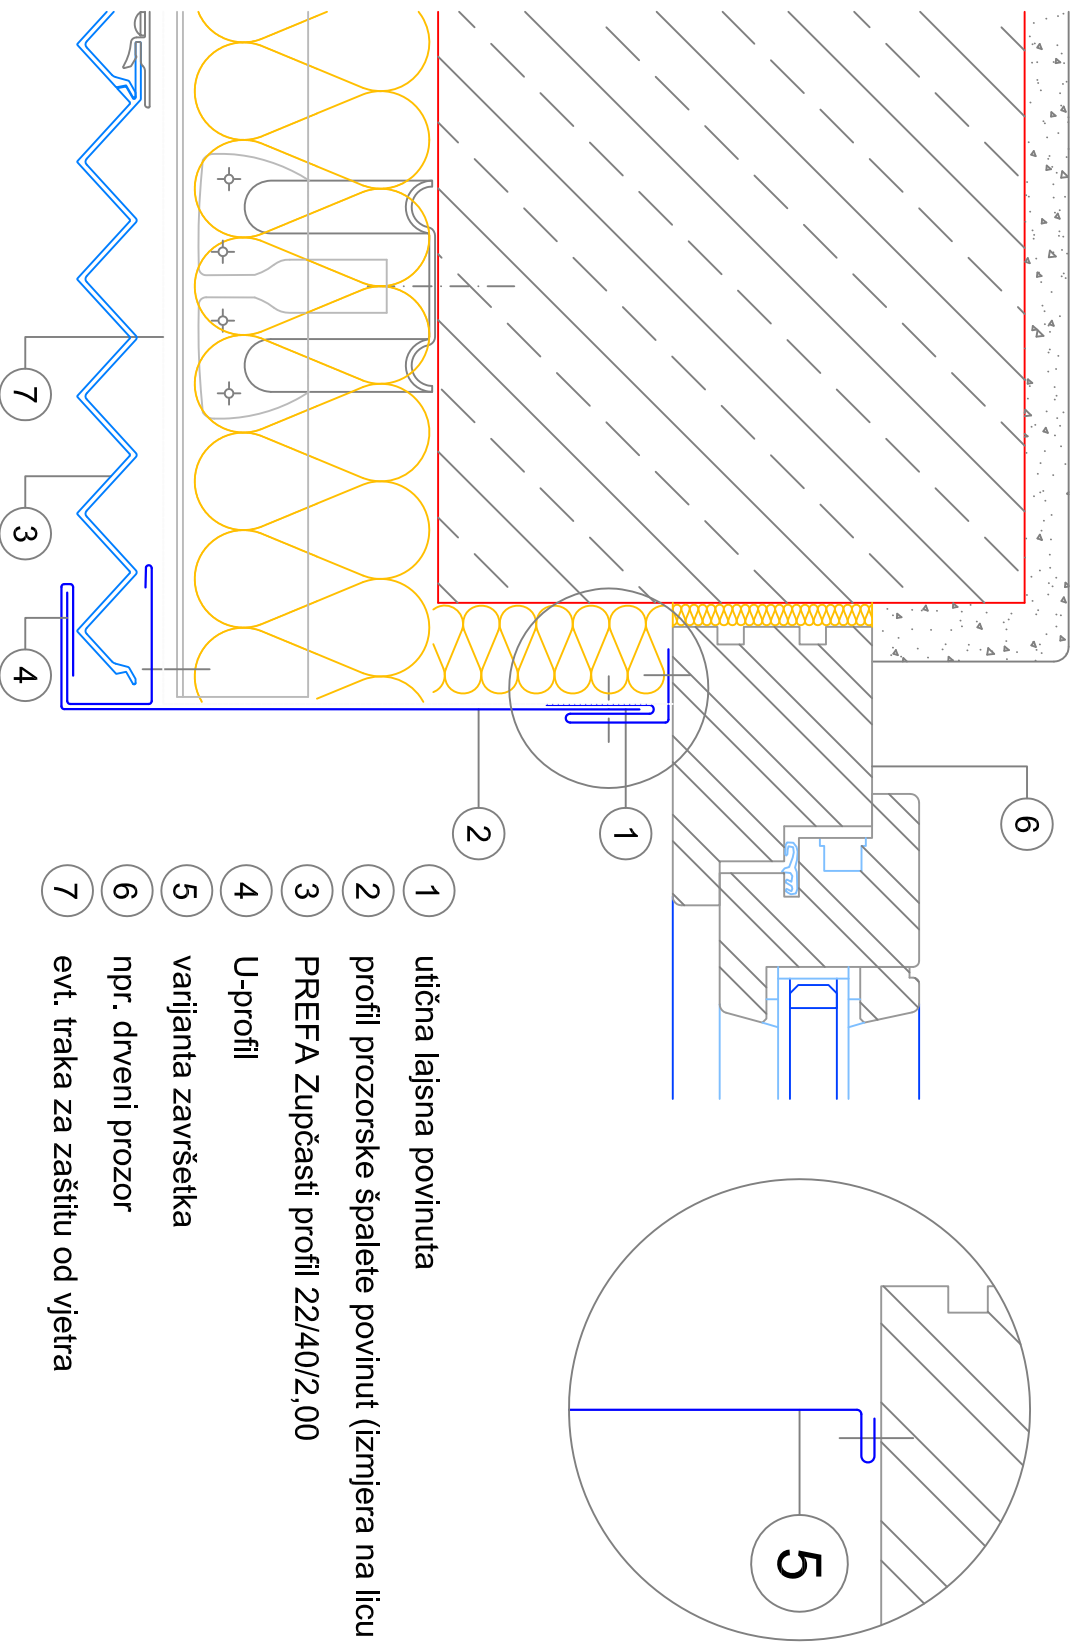 7
3
4
2
1
6
5
1 utična lajsna povinuta
2 profil prozorske špalete povinut (izmjera na licu
3 PREFA Zupčasti profil 22/40/2,00
4 U-profil
5 varijanta završetka
6 npr. drveni prozor
7 evt. traka za zaštitu od vjetra